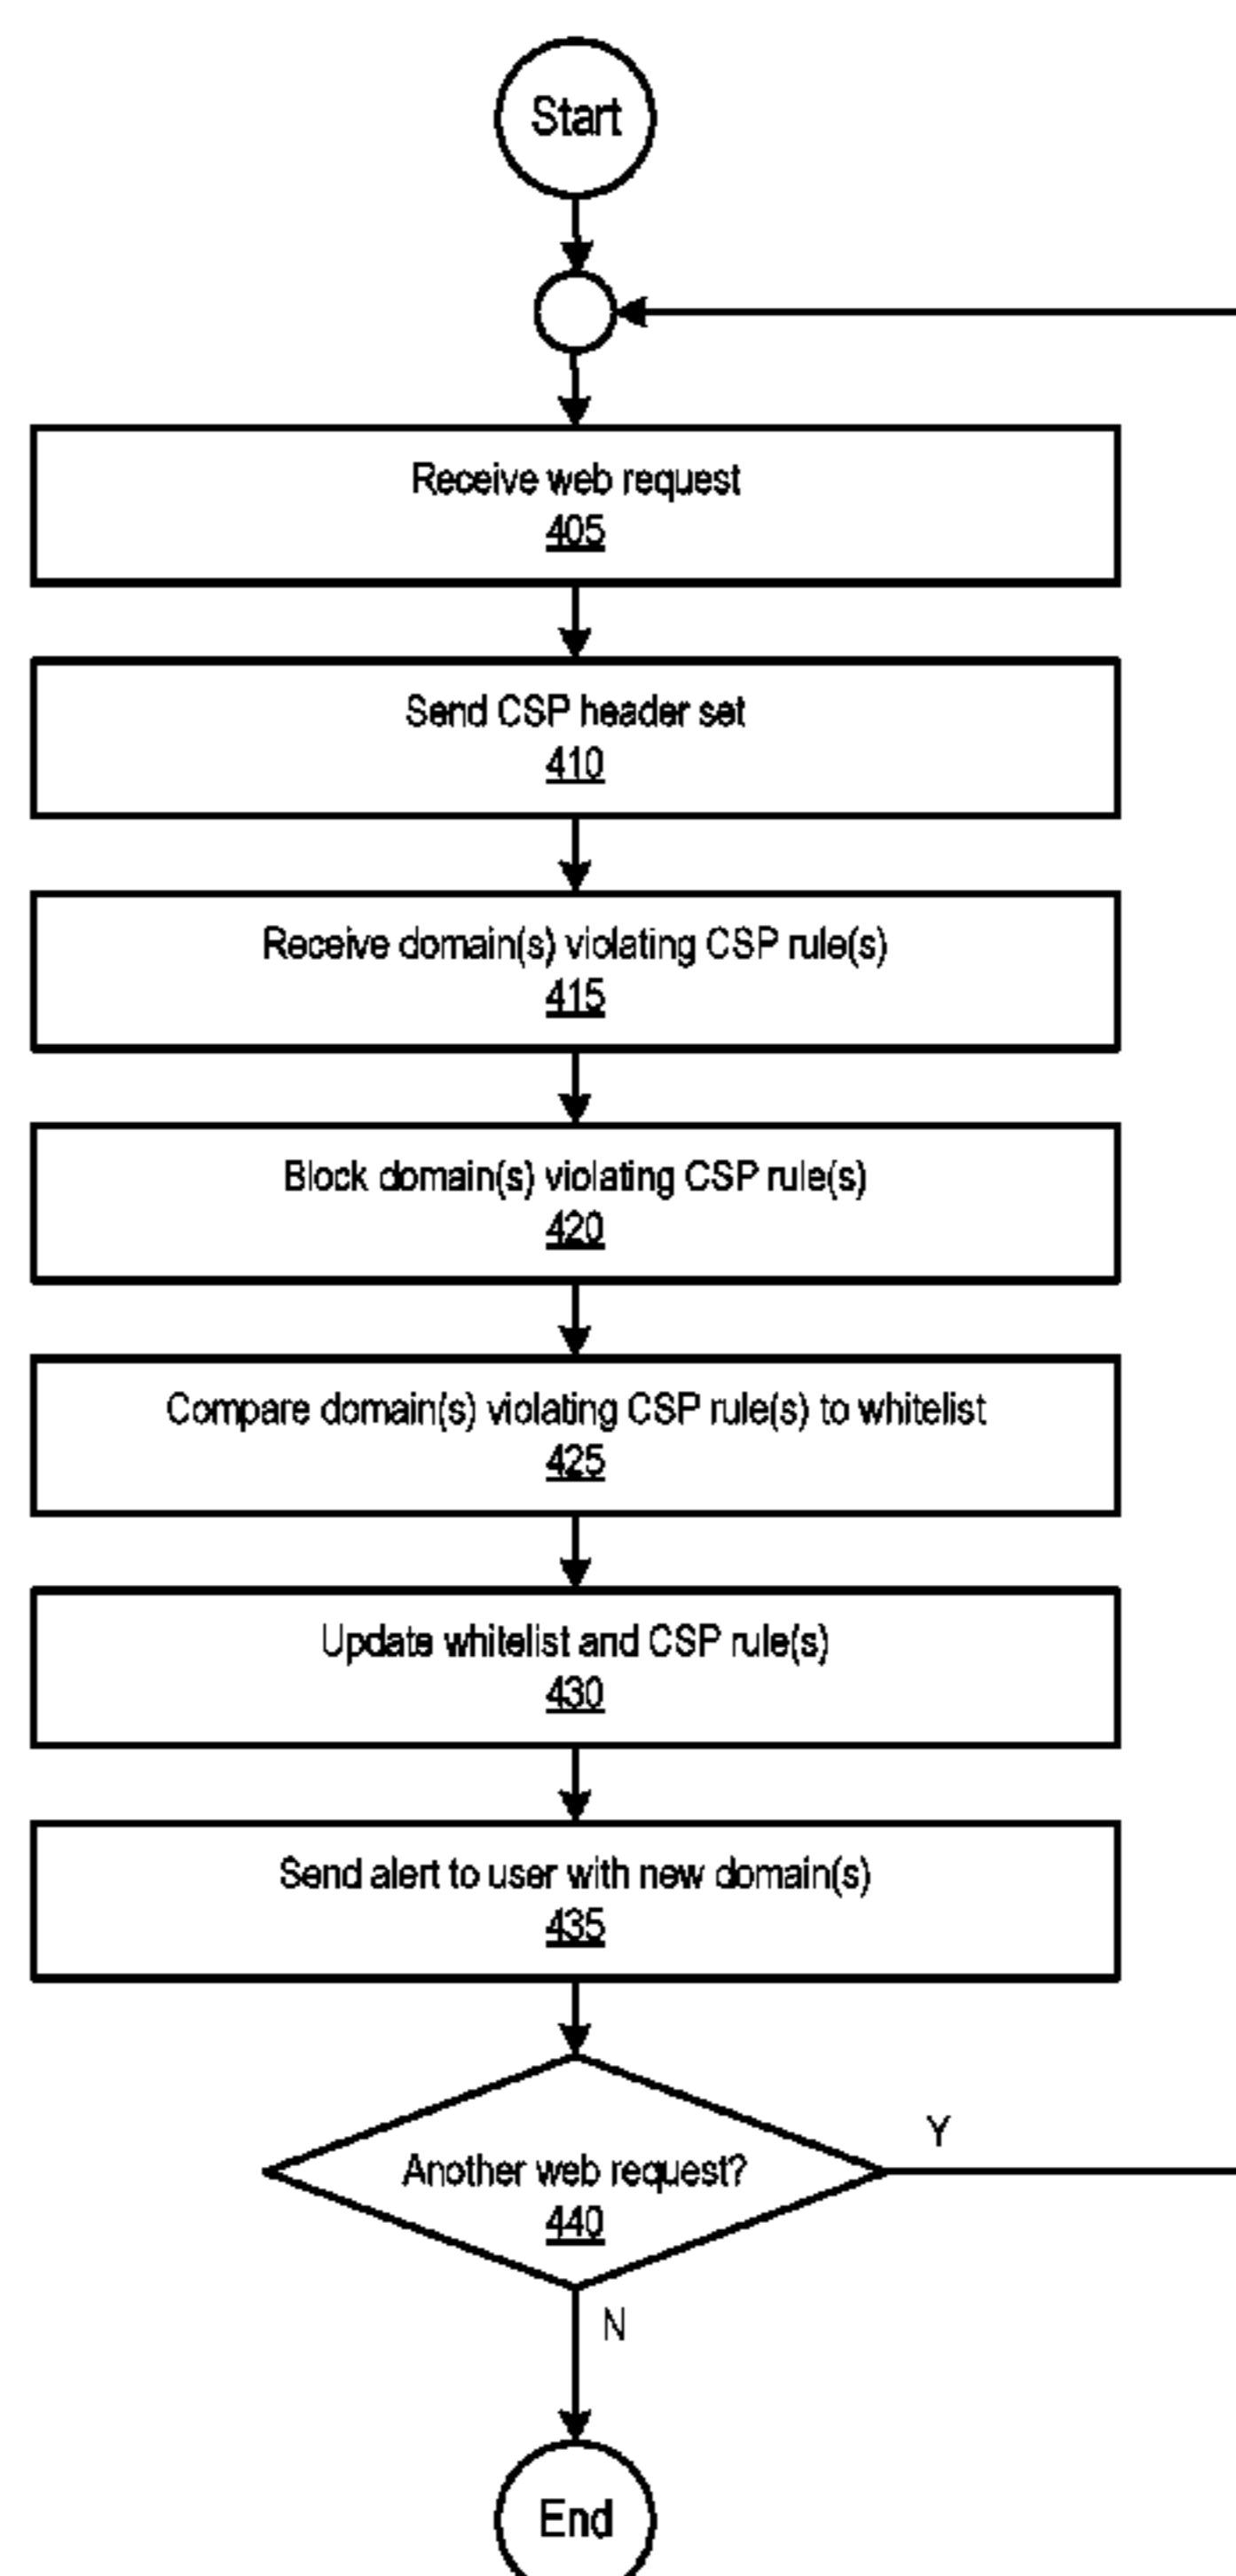 Start
Receive web request
405
Send CSP header set
410
Receive domain(s) violating CSP rule(s)
415
Block domain(s) violating CSP rule(s)
420
Compare domain(s) violating CSP rule(s) to whitelist
425
Update whitelist and CSP rule(s)
430
Send alert to user with new domain(s)
435
Y
Another web request?
440
N
End